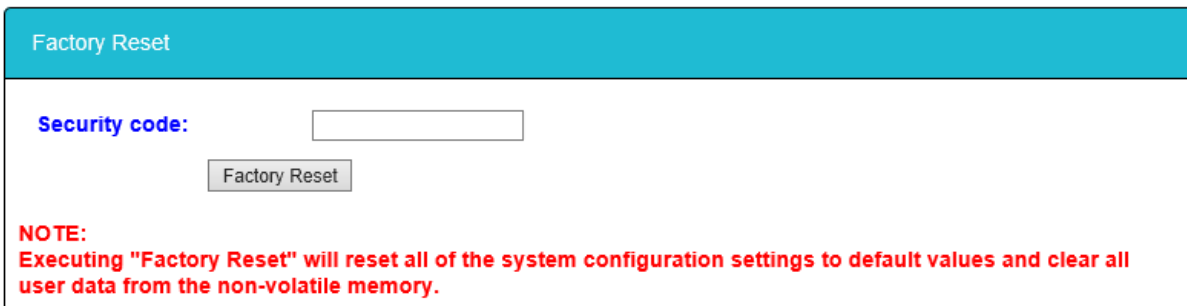 Factory Reset
Security code:
Factory Reset
NOTE:
Executing "Factory Reset" will reset all of the system configuration settings to default values and clear all
user data from the non-volatile memory.